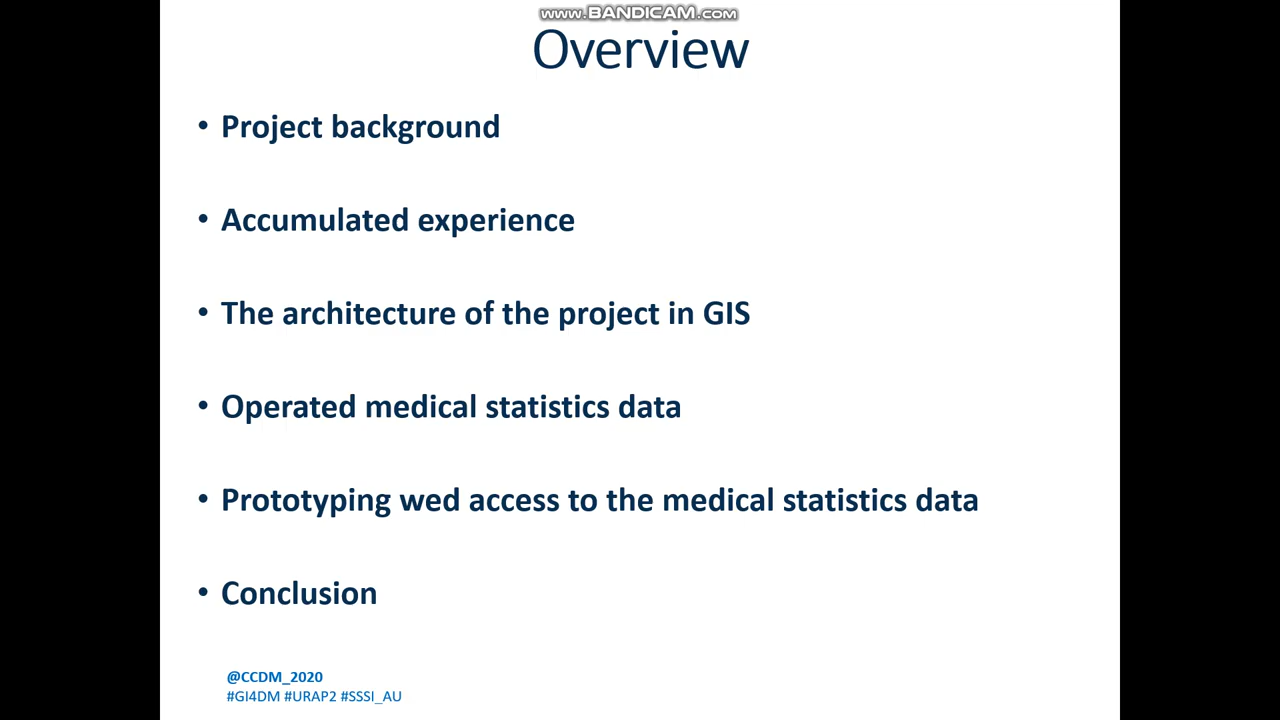 www.BANDICAM.com
Overview
• Project background
• Accumulated experience
• The architecture of the project in GIS
• Operated medical statistics data
• Prototyping wed access to the medical statistics data
• Conclusion
@CCDM_2020
#GI4DM #URAP2 #SSSI_AU